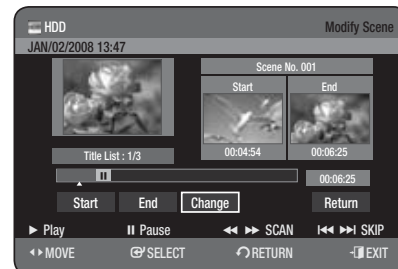 HDD Modify Scene
JAN/02/2008 13:47
Scene No. 001
Start End
00:04:54 00:06:25
Title List : 1/3
00:06:25
Start End Change Return
► Play II Pause ◄◄ ►► SCAN I◄◄ ►►I SKIP
MOVE SELECT RETURN EXIT